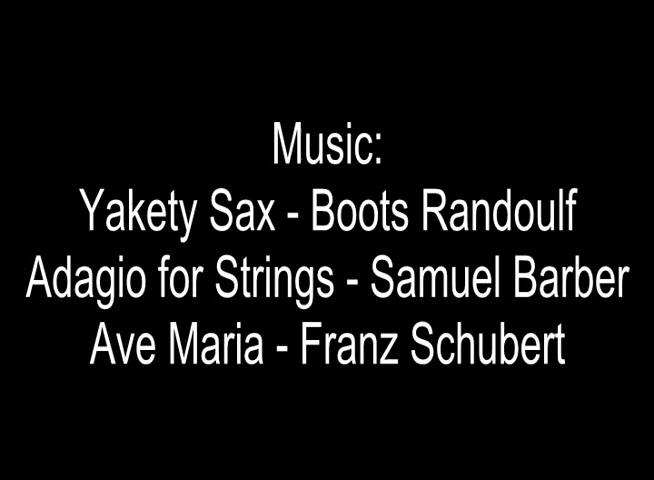 Music:
Yakety Sax - Boots Randoulf
Adagio for Strings - Samuel Barber
Ave Maria - Franz Schubert